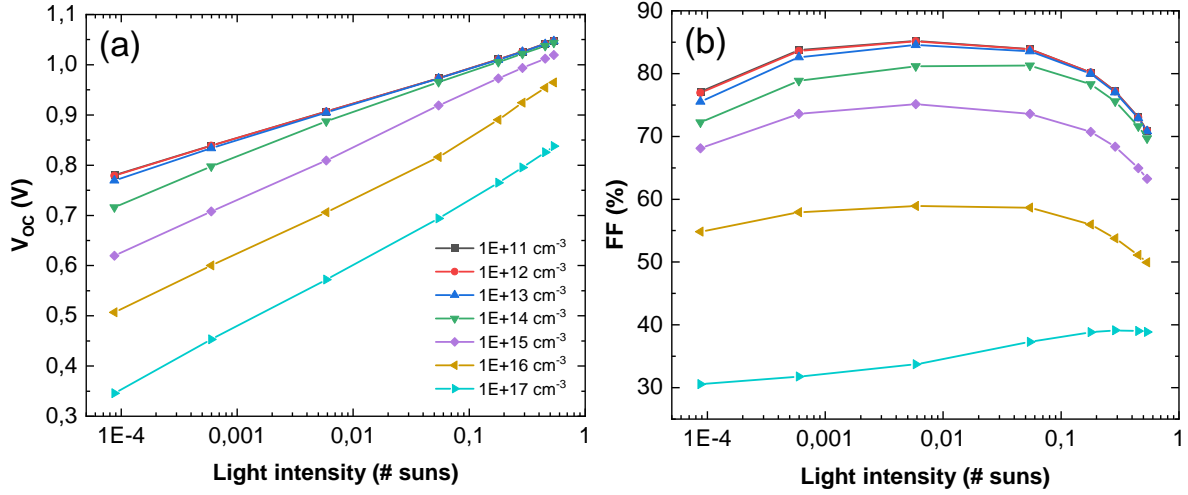 (a)
1,1
1,0
0,9
0,8
0,7
0,6
0,5
0,4
0,3
V_OC (V)
1E-4
0,001
0,01
0,1
1
Light intensity (# suns)
1E+11 cm⁻³
1E+12 cm⁻³
1E+13 cm⁻³
1E+14 cm⁻³
1E+15 cm⁻³
1E+16 cm⁻³
1E+17 cm⁻³
(b)
90
80
70
60
50
40
30
FF (%)
1E-4
0,001
0,01
0,1
1
Light intensity (# suns)